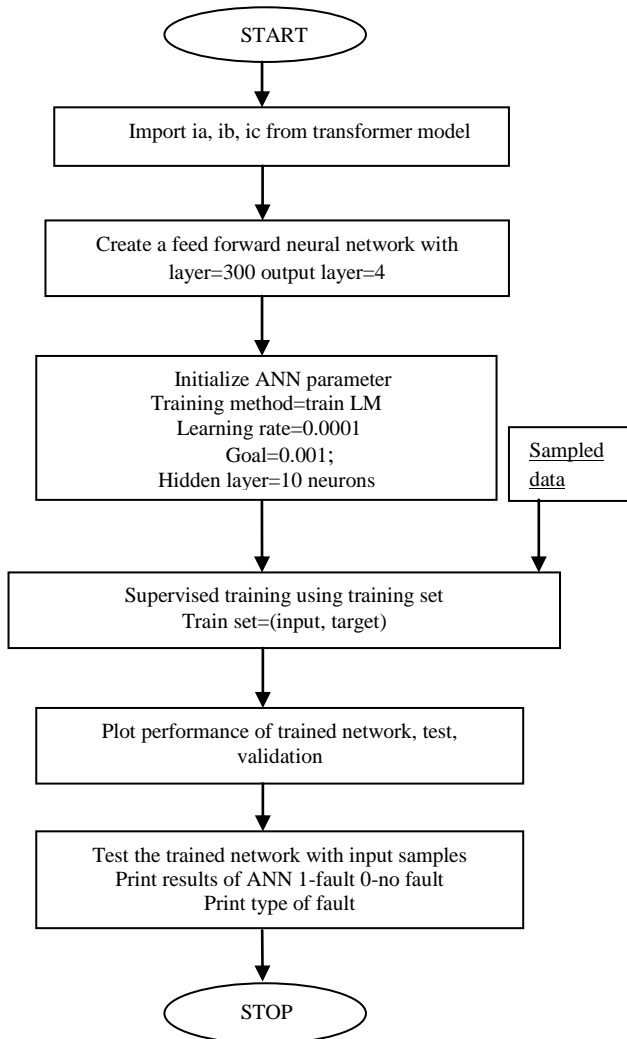 START
Import ia, ib, ic from transformer model
Create a feed forward neural network with
layer=300 output layer=4
Initialize ANN parameter
Training method=train LM
Learning rate=0.0001
Goal=0.001;
Hidden layer=10 neurons
Sampled
data
Supervised training using training set
Train set=(input, target)
Plot performance of trained network, test,
validation
Test the trained network with input samples
Print results of ANN 1-fault 0-no fault
Print type of fault
STOP